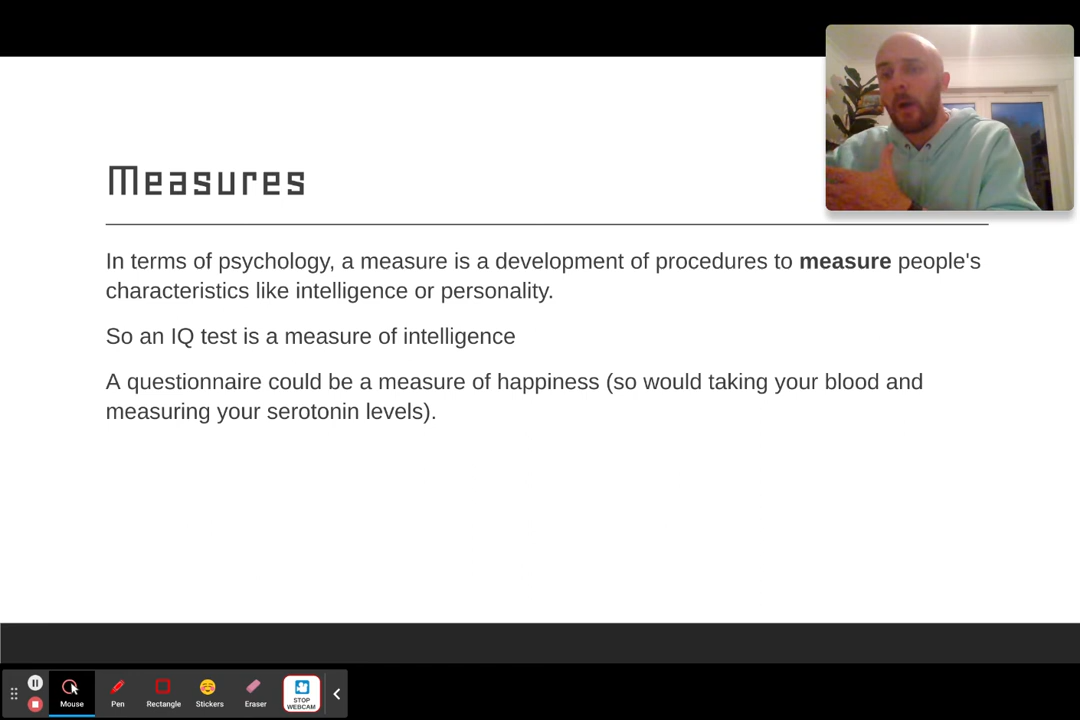 Measures
In terms of psychology, a measure is a development of procedures to measure people's
characteristics like intelligence or personality.
So an IQ test is a measure of intelligence
A questionnaire could be a measure of happiness (so would taking your blood and
measuring your serotonin levels).
Mouse
Pen
Rectangle
Stickers
Eraser
STOP
WEBCAM